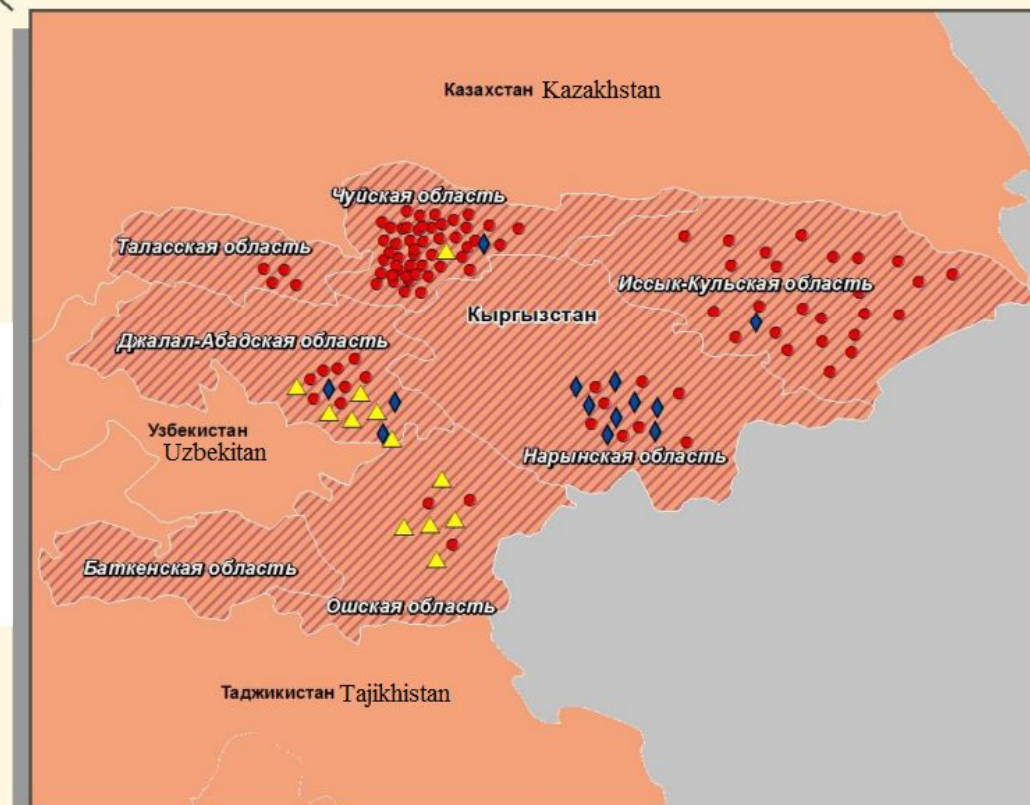 Казахстан Kazakhstan
Чуйская область
Таласская область
Иссык-Кульская область
Кыргызстан
Джалал-Абадская область
Узбекистан
Uzbekitan
Нарынская область
Баткенская область
Ошская область
Таджикистан Tajikhistan